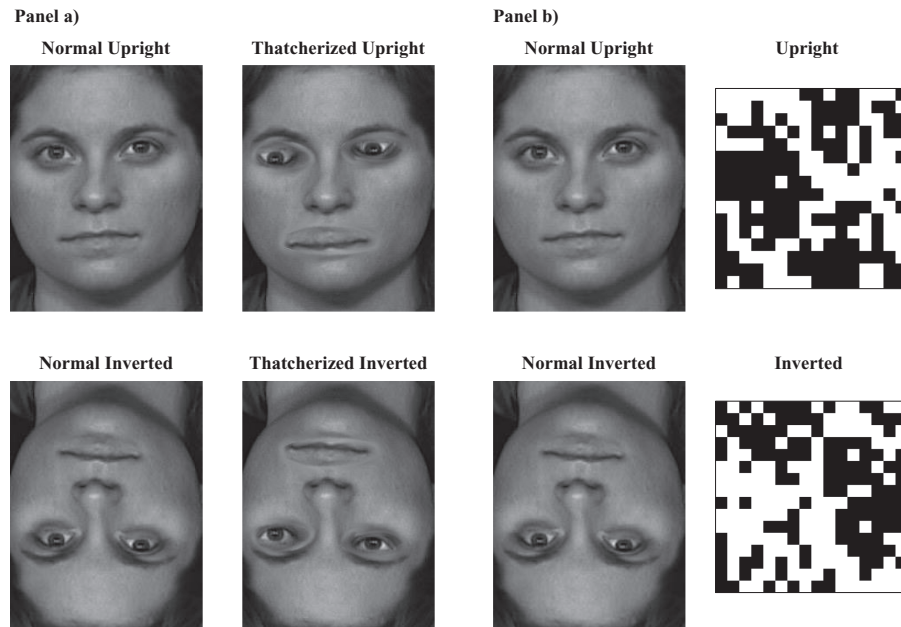 Panel a)
Panel b)
Normal Upright
Thatcherized Upright
Normal Upright
Upright
Normal Inverted
Thatcherized Inverted
Normal Inverted
Inverted